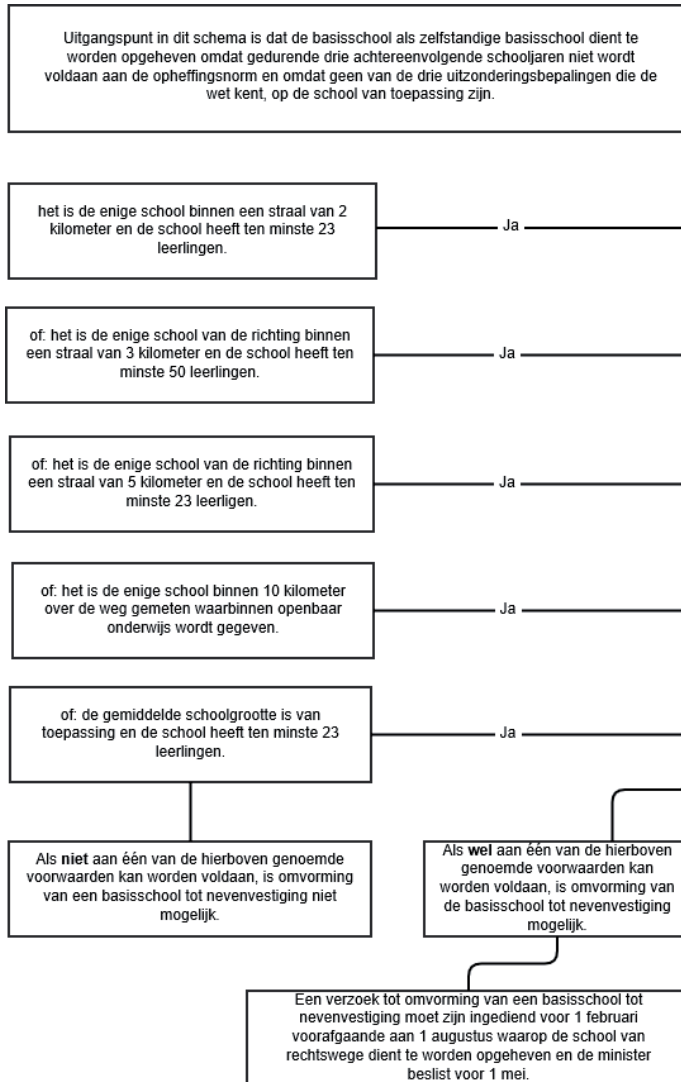 Uitgangspunt in dit schema is dat de basisschool als zelfstandige basisschool dient te
worden opgeheven omdat gedurende drie achtereenvolgende schooljaren niet wordt
voldaan aan de opheffingsnorm en omdat geen van de drie uitzonderingsbepalingen die de
wet kent, op de school van toepassing zijn.
het is de enige school binnen een straal van 2
kilometer en de school heeft ten minste 23
leerlingen.
Ja
of: het is de enige school van de richting binnen
een straal van 3 kilometer en de school heeft ten
minste 50 leerlingen.
Ja
of: het is de enige school van de richting binnen
een straal van 5 kilometer en de school heeft ten
minste 23 leerligen.
Ja
of: het is de enige school binnen 10 kilometer
over de weg gemeten waarbinnen openbaar
onderwijs wordt gegeven.
Ja
of: de gemiddelde schoolgrootte is van
toepassing en de school heeft ten minste 23
leerlingen.
Ja
Als niet aan één van de hierboven genoemde
voorwaarden kan worden voldaan, is omvorming
van een basisschool tot nevenvestiging niet
mogelijk.
Als wel aan één van de hierboven
genoemde voorwaarden kan
worden voldaan, is omvorming van
de basisschool tot nevenvestiging
mogelijk.
Een verzoek tot omvorming van een basisschool tot
nevenvestiging moet zijn ingediend voor 1 februari
voorafgaande aan 1 augustus waarop de school van
rechtswege dient te worden opgeheven en de minister
beslist voor 1 mei.